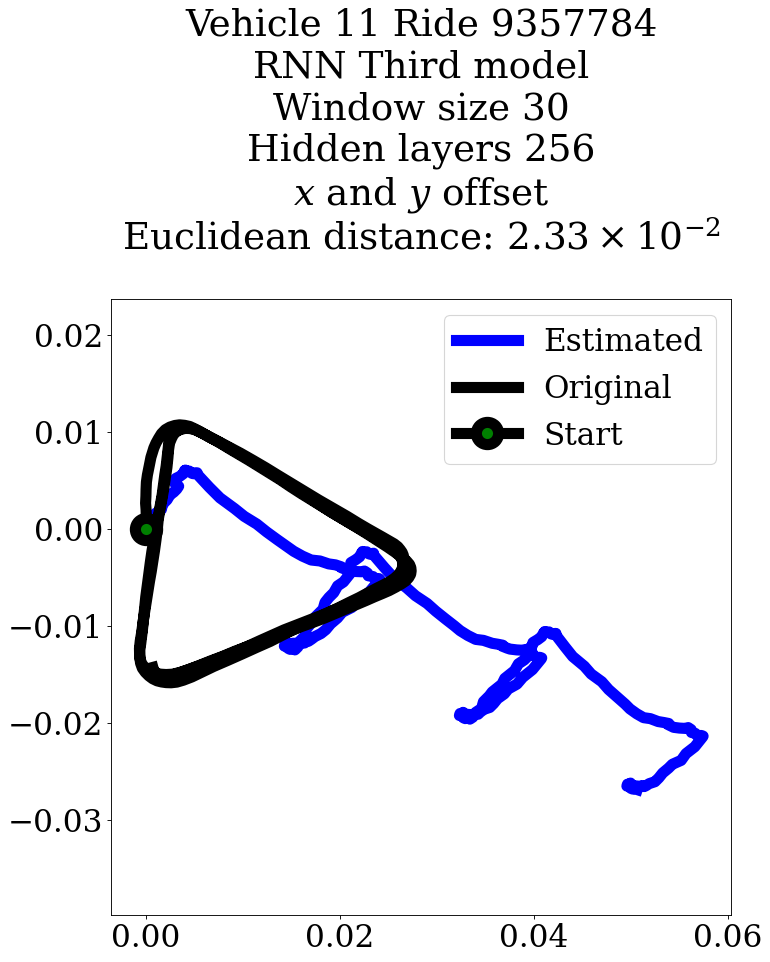 Vehicle 11 Ride 9357784
RNN Third model
Window size 30
Hidden layers 256
x and y offset
Euclidean distance: 2.33 × 10⁻²
Estimated
Original
Start
0.02
0.01
0.00
−0.01
−0.02
−0.03
0.00 0.02 0.04 0.06